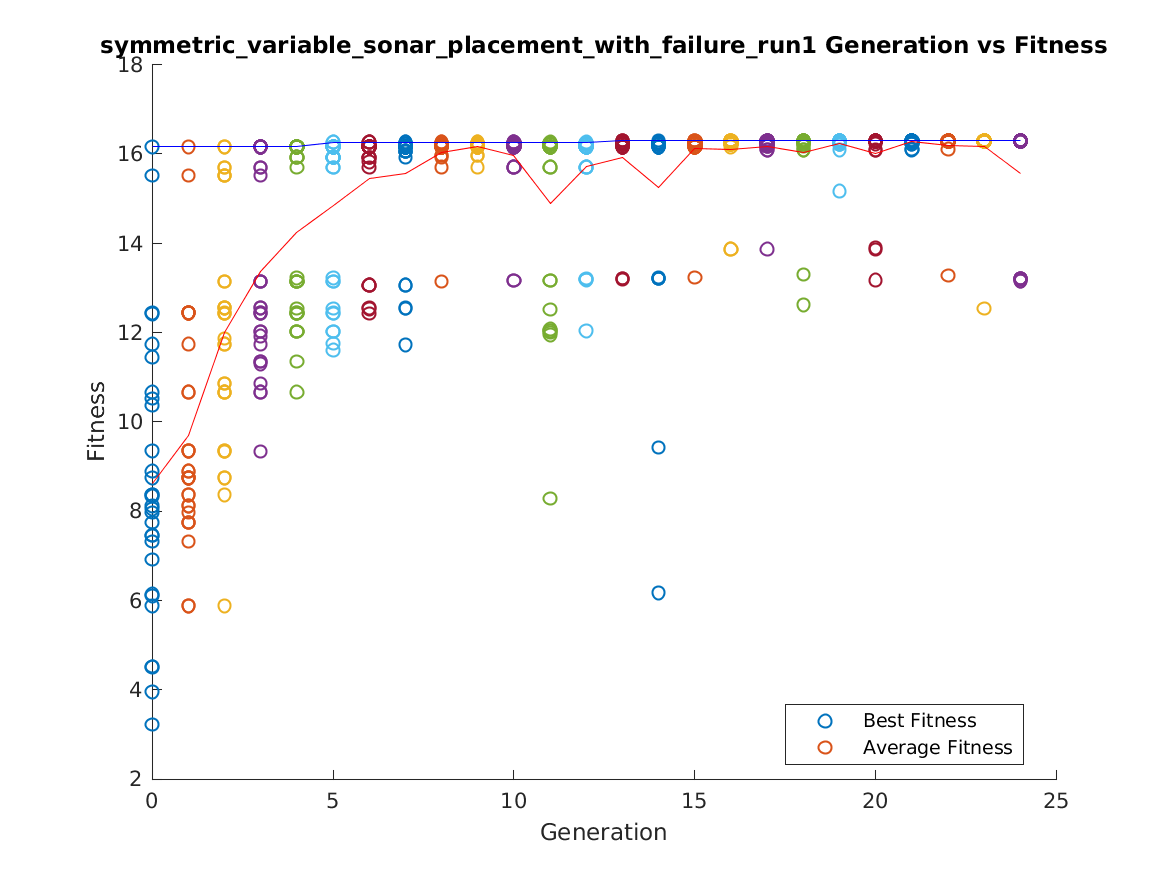 symmetric_variable_sonar_placement_with_failure_run1 Generation vs Fitness
18
16
14
12
10
8
6
4
2
Fitness
Best Fitness
Average Fitness
0 5 10 15 20 25
Generation